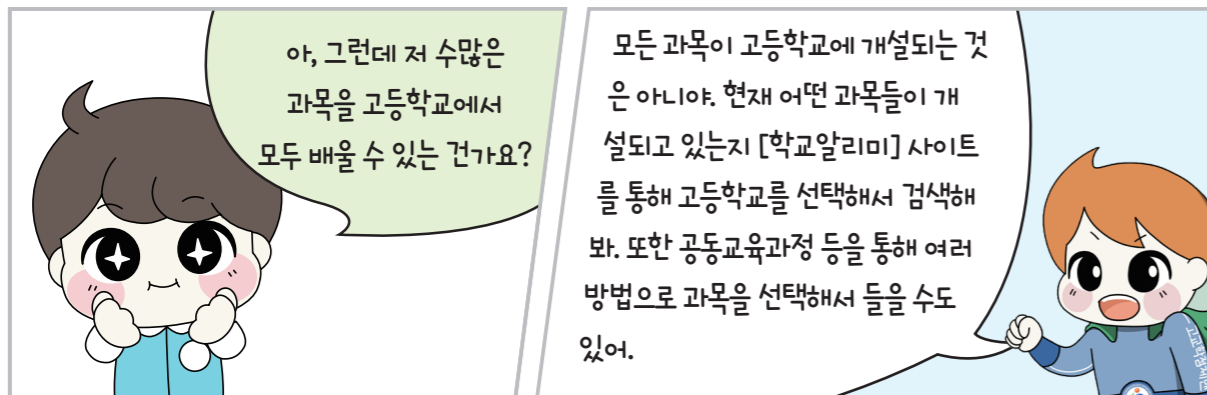 아, 그런데 저 수많은
과목을 고등학교에서
모두 배울 수 있는 건가요?
모든 과목이 고등학교에 개설되는 것
은 아니야. 현재 어떤 과목들이 개
설되고 있는지 [학교알리미] 사이트
를 통해 고등학교를 선택해서 검색해
봐. 또한 공동교육과정 등을 통해 여러
방법으로 과목을 선택해서 들을 수도
있어.
고교학점제맨